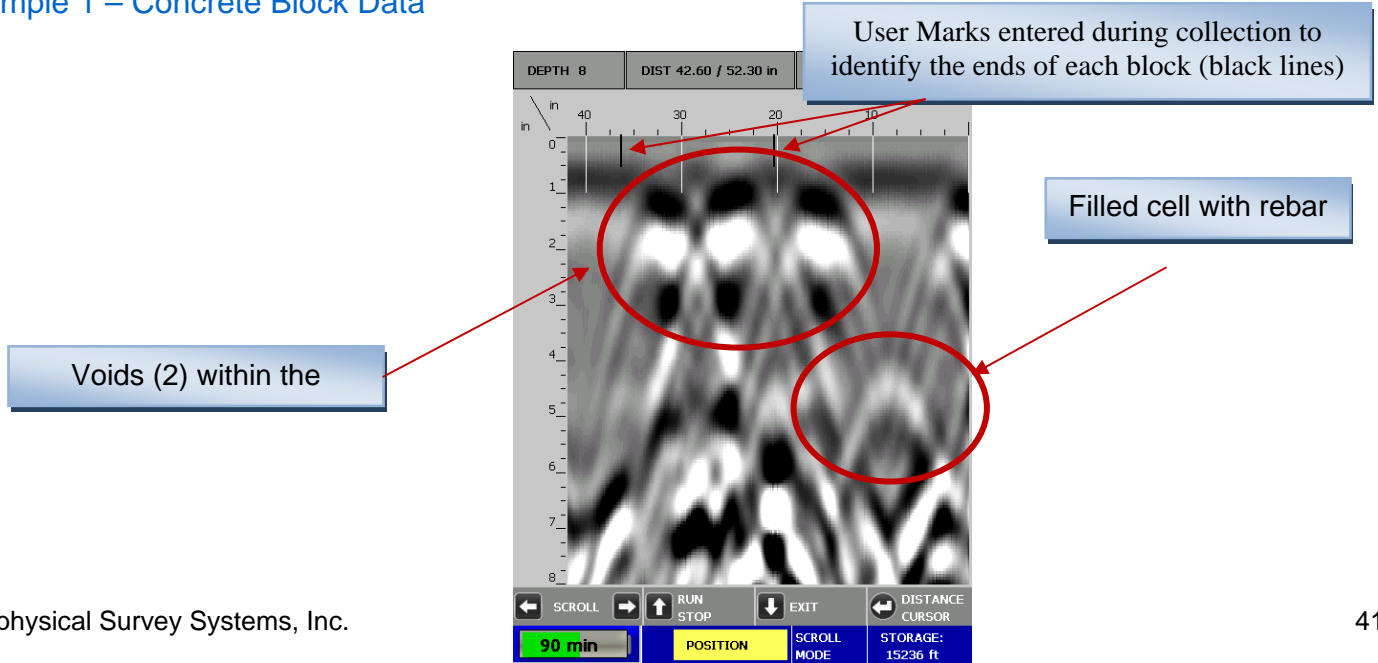 mple 1 – Concrete Block Data
User Marks entered during collection to
identify the ends of each block (black lines)
DEPTH 8 DIST 42.60 / 52.30 in
in 40 30 20 10
in
0
1
Filled cell with rebar
2
3
4
Voids (2) within the
5
6
7
8
SCROLL RUN STOP EXIT DISTANCE CURSOR
physical Survey Systems, Inc. 41
90 min POSITION SCROLL MODE STORAGE: 15236 ft